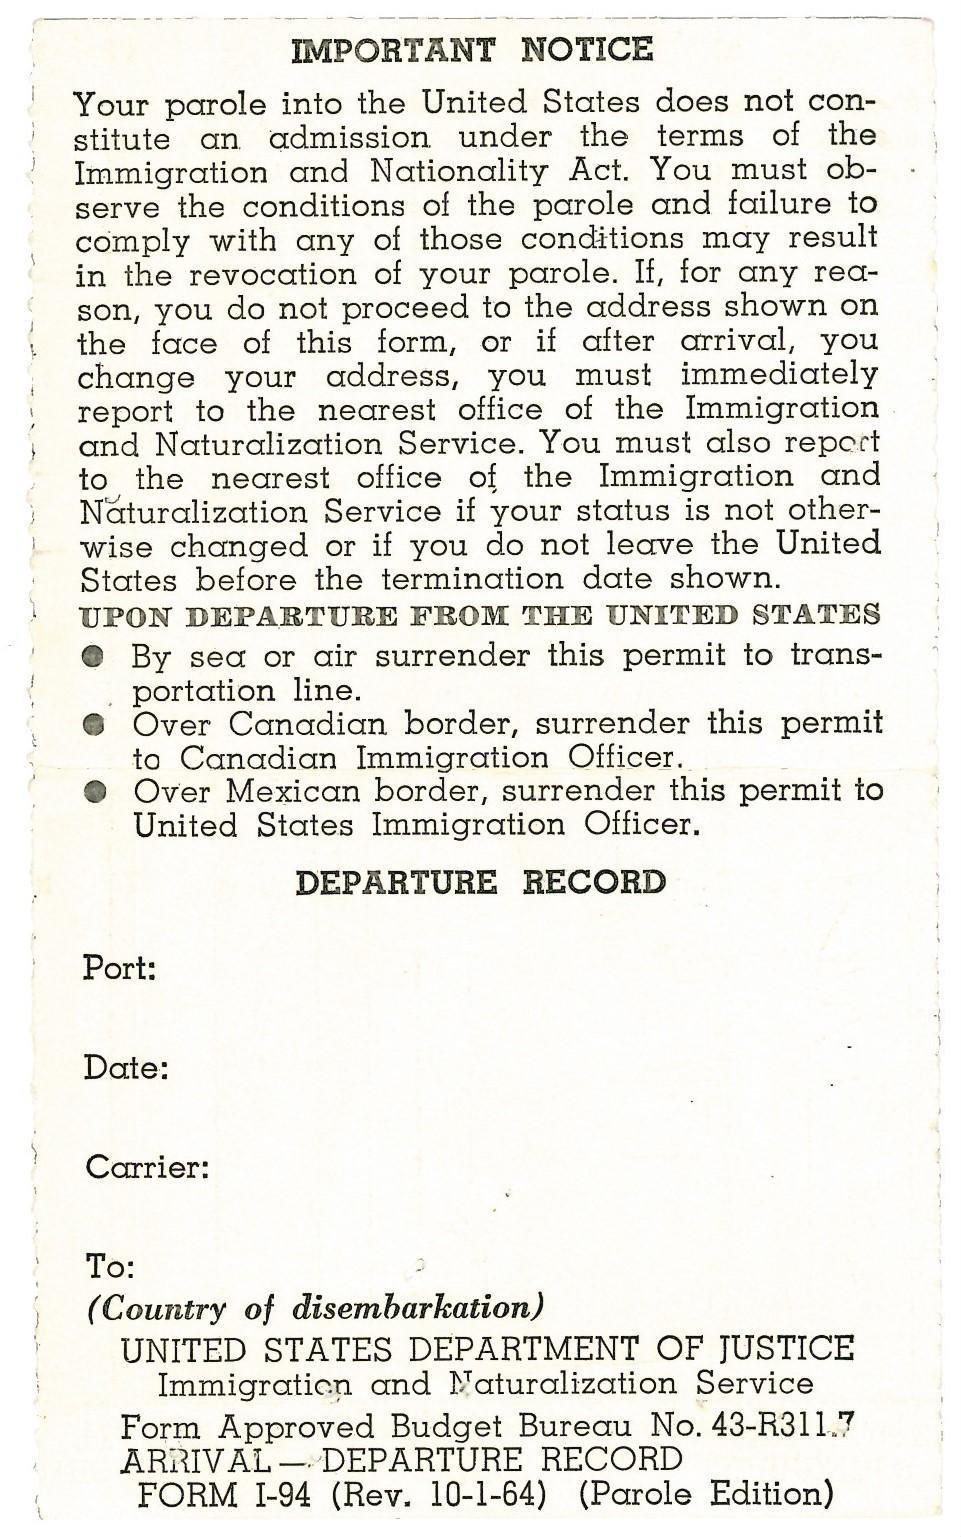 IMPORTANT NOTICE
Your parole into the United States does not con-
stitute an admission under the terms of the
Immigration and Nationality Act. You must ob-
serve the conditions of the parole and failure to
comply with any of those conditions may result
in the revocation of your parole. If, for any rea-
son, you do not proceed to the address shown on
the face of this form, or if after arrival, you
change your address, you must immediately
report to the nearest office of the Immigration
and Naturalization Service. You must also report
to the nearest office of the Immigration and
Naturalization Service if your status is not other-
wise changed or if you do not leave the United
States before the termination date shown.
UPON DEPARTURE FROM THE UNITED STATES
● By sea or air surrender this permit to trans-
portation line.
● Over Canadian border, surrender this permit
to Canadian Immigration Officer.
● Over Mexican border, surrender this permit to
United States Immigration Officer.
DEPARTURE RECORD
Port:
Date:
Carrier:
To:
(Country of disembarkation)
UNITED STATES DEPARTMENT OF JUSTICE
Immigration and Naturalization Service
Form Approved Budget Bureau No. 43-R311.7
ARRIVAL — DEPARTURE RECORD
FORM I-94 (Rev. 10-1-64) (Parole Edition)